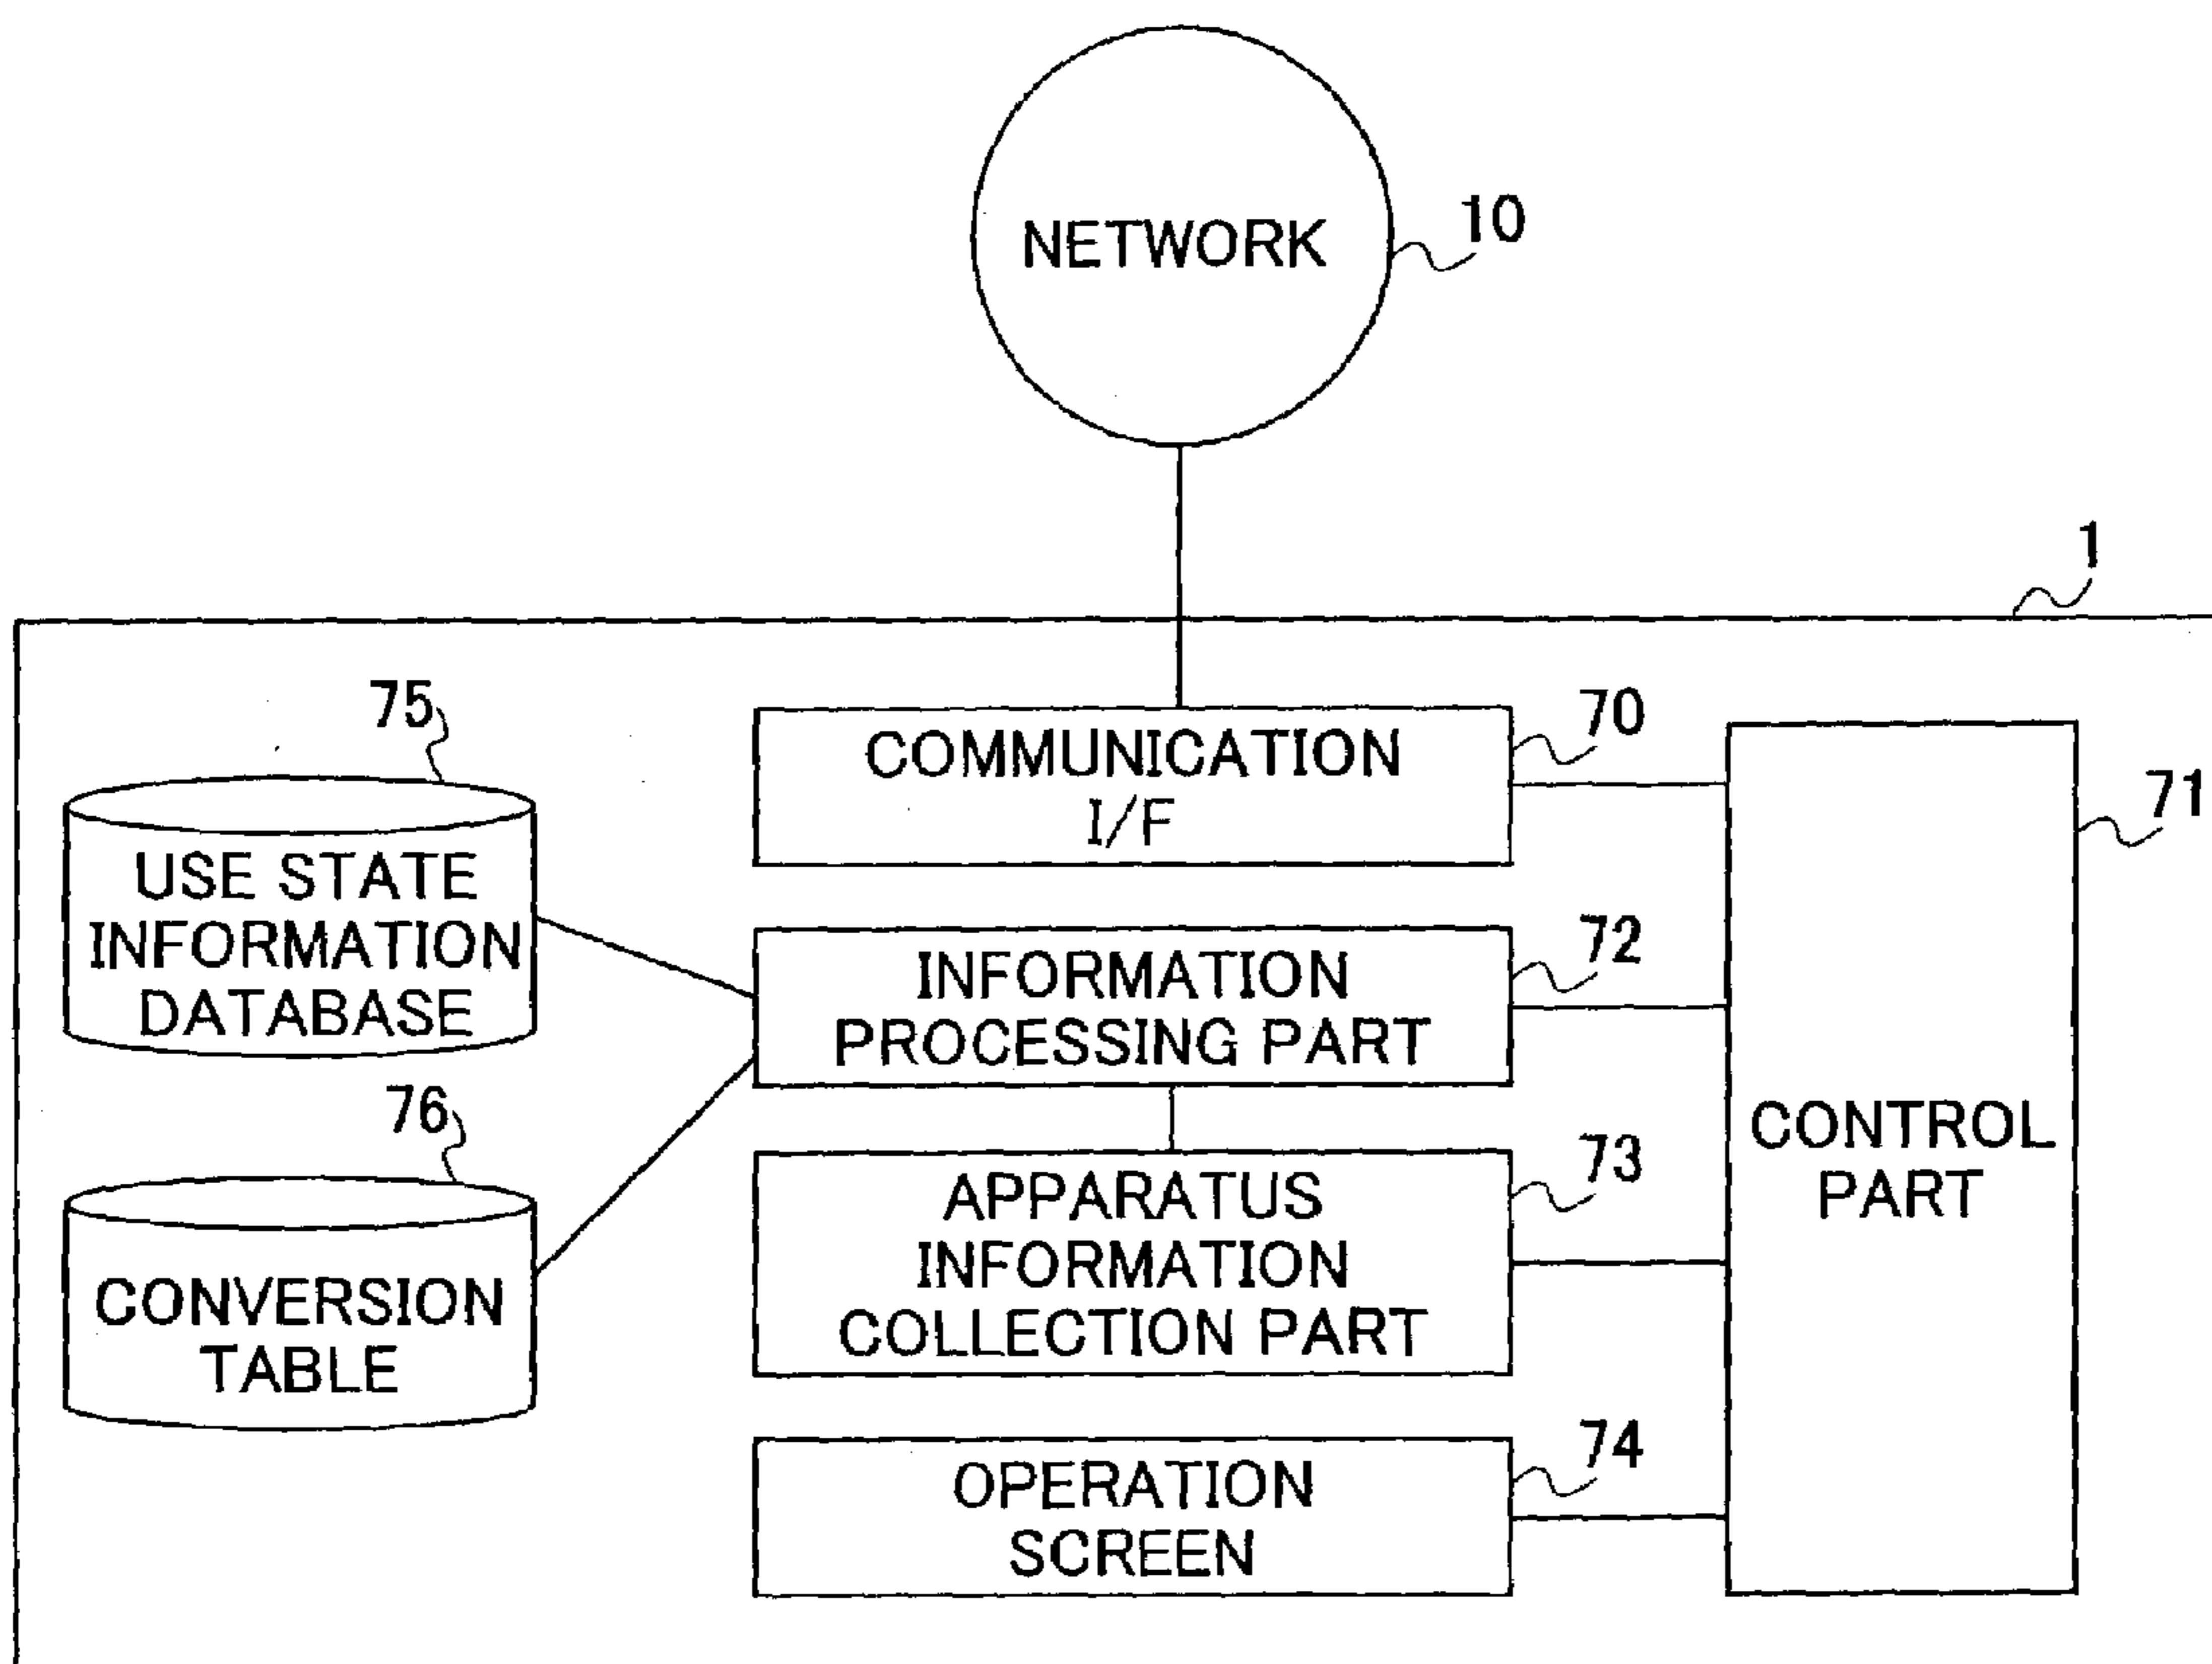 NETWORK
10
1
75
70
COMMUNICATION
I/F
71
USE STATE
INFORMATION
DATABASE
72
INFORMATION
PROCESSING PART
76
CONTROL
PART
73
APPARATUS
INFORMATION
COLLECTION PART
CONVERSION
TABLE
74
OPERATION
SCREEN